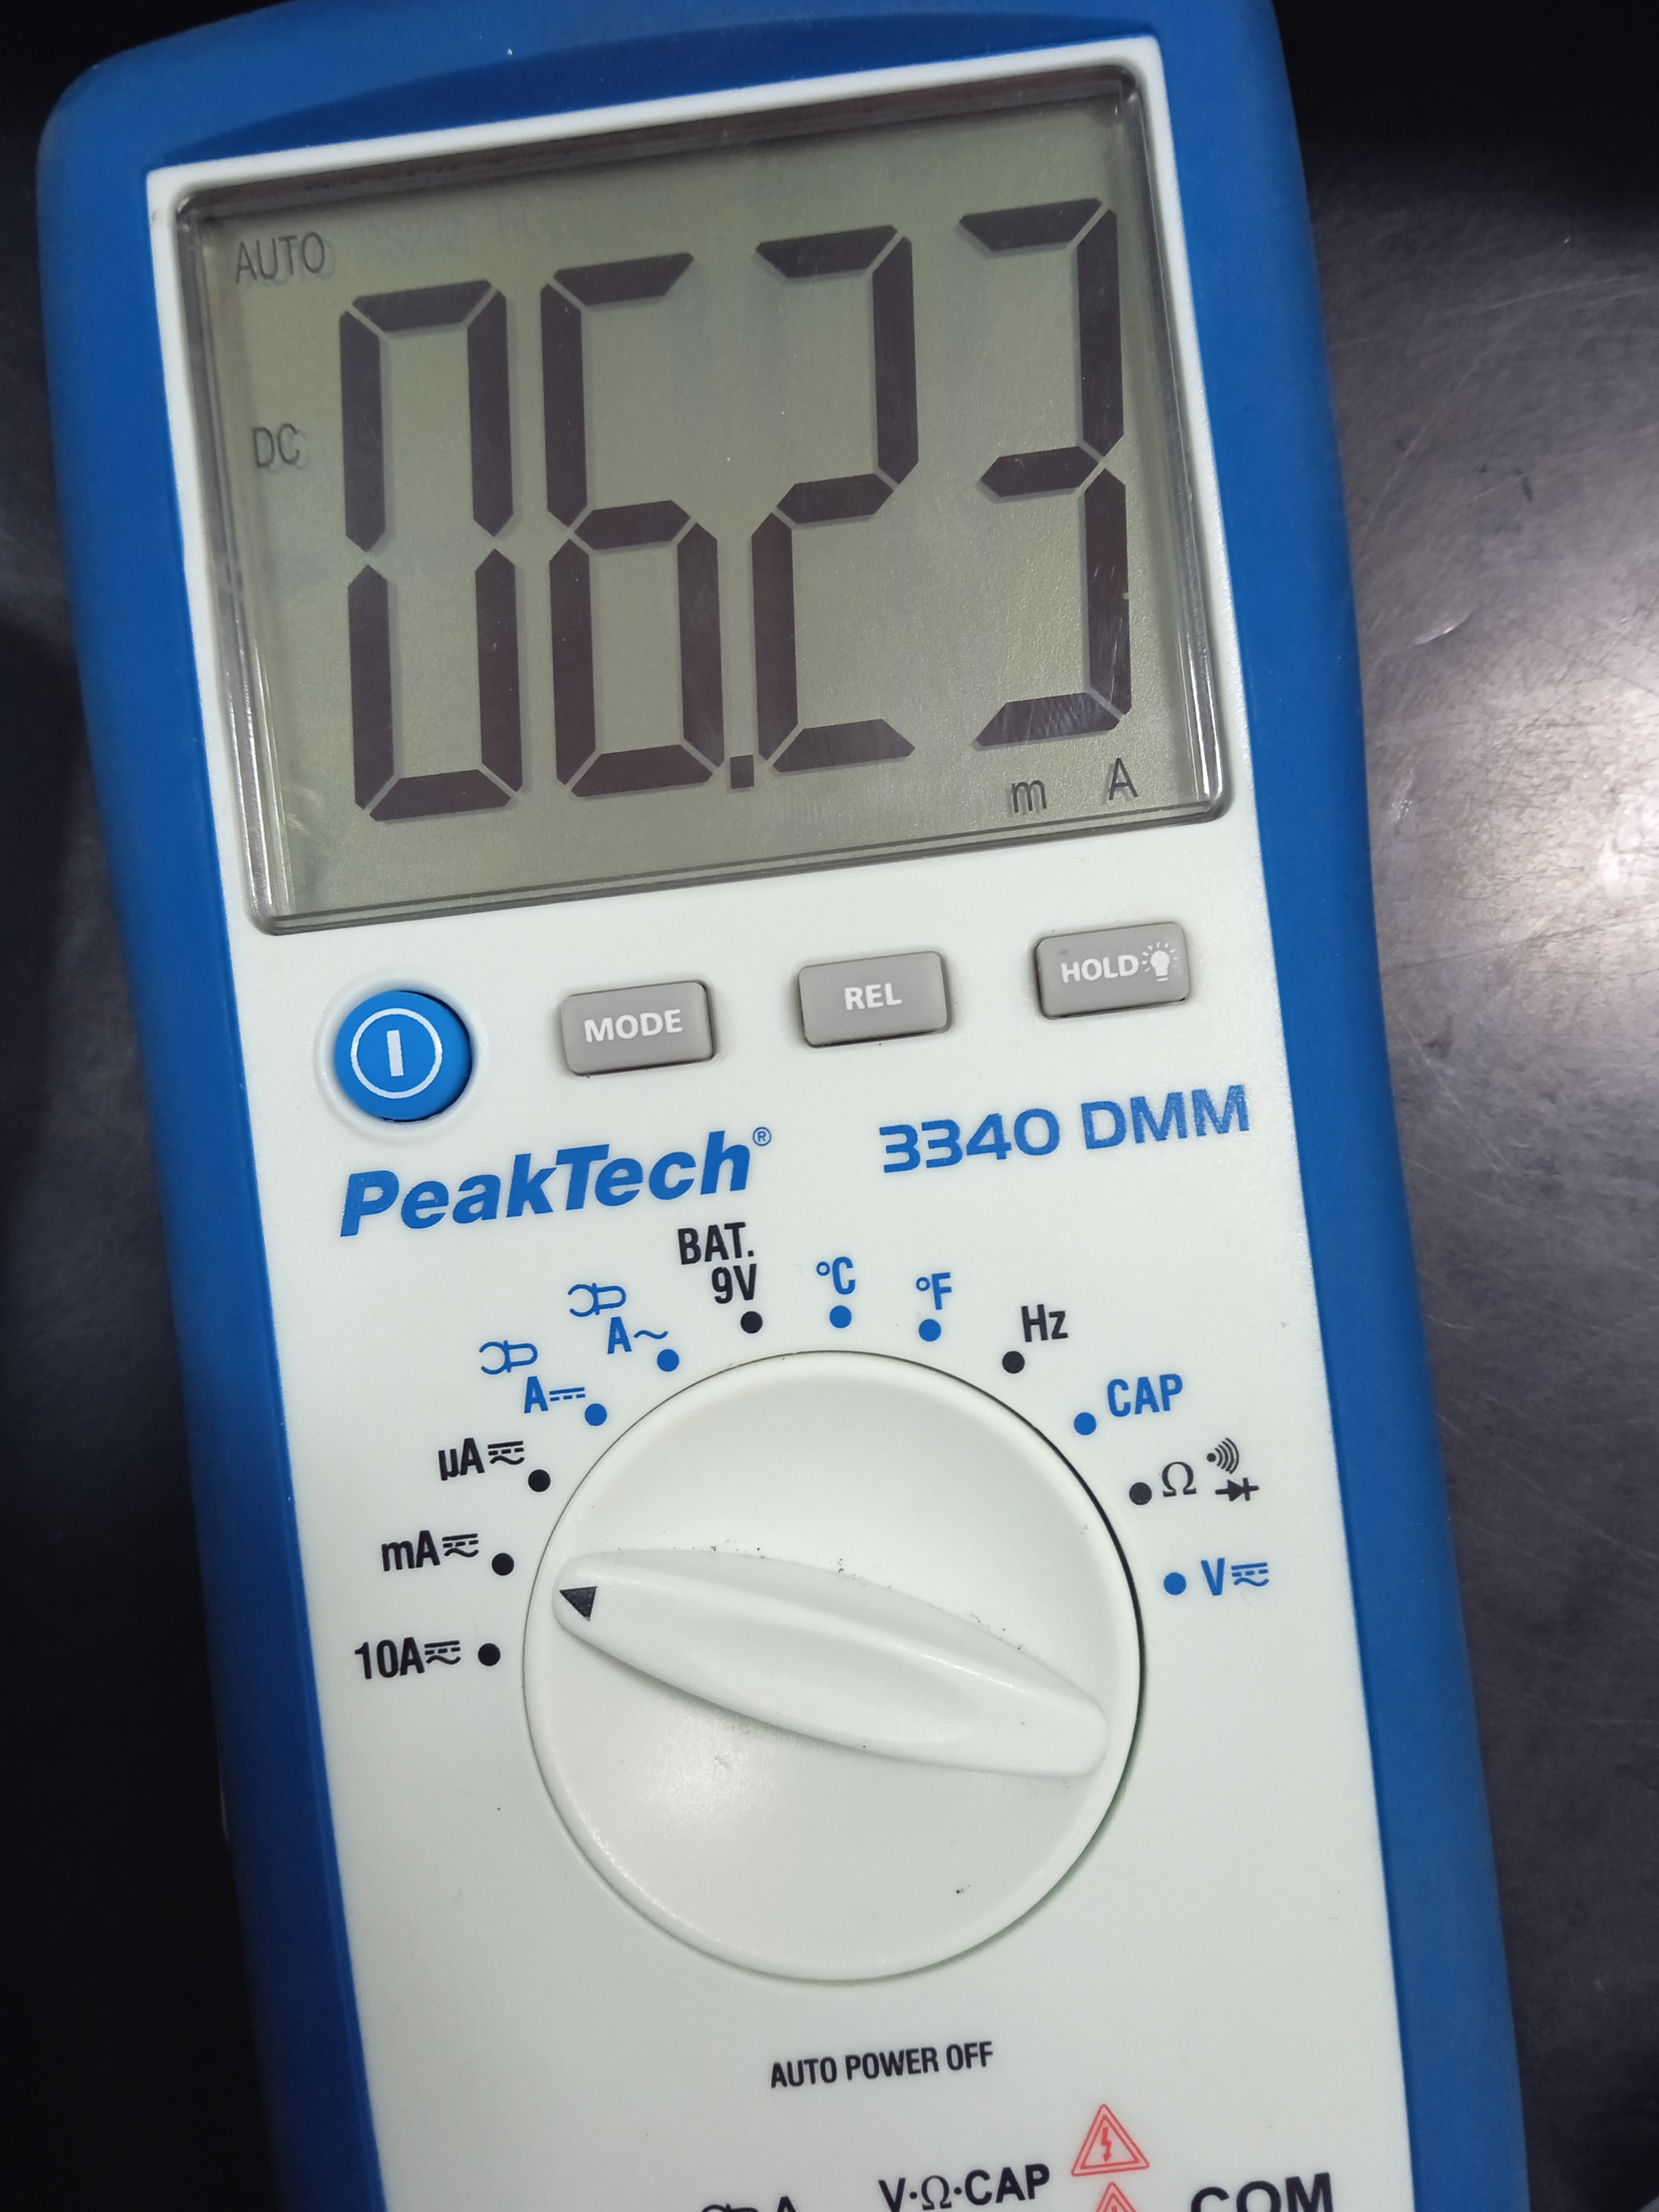 AUTO
DC
06.23
m A
MODE
REL
HOLD
PeakTech®
3340 DMM
BAT.
9V
°C
°F
Hz
CAP
Ω
V⎓~
A~
A⎓
µA⎓~
mA⎓~
10A⎓~
AUTO POWER OFF
V·Ω·CAP
COM